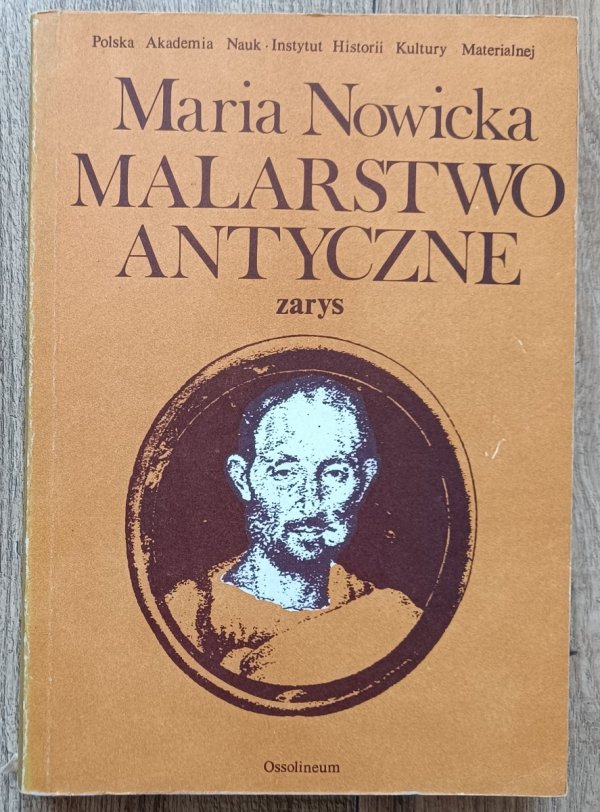 Polska Akademia Nauk · Instytut Historii Kultury Materialnej
Maria Nowicka
MALARSTWO
ANTYCZNE
zarys
Ossolineum